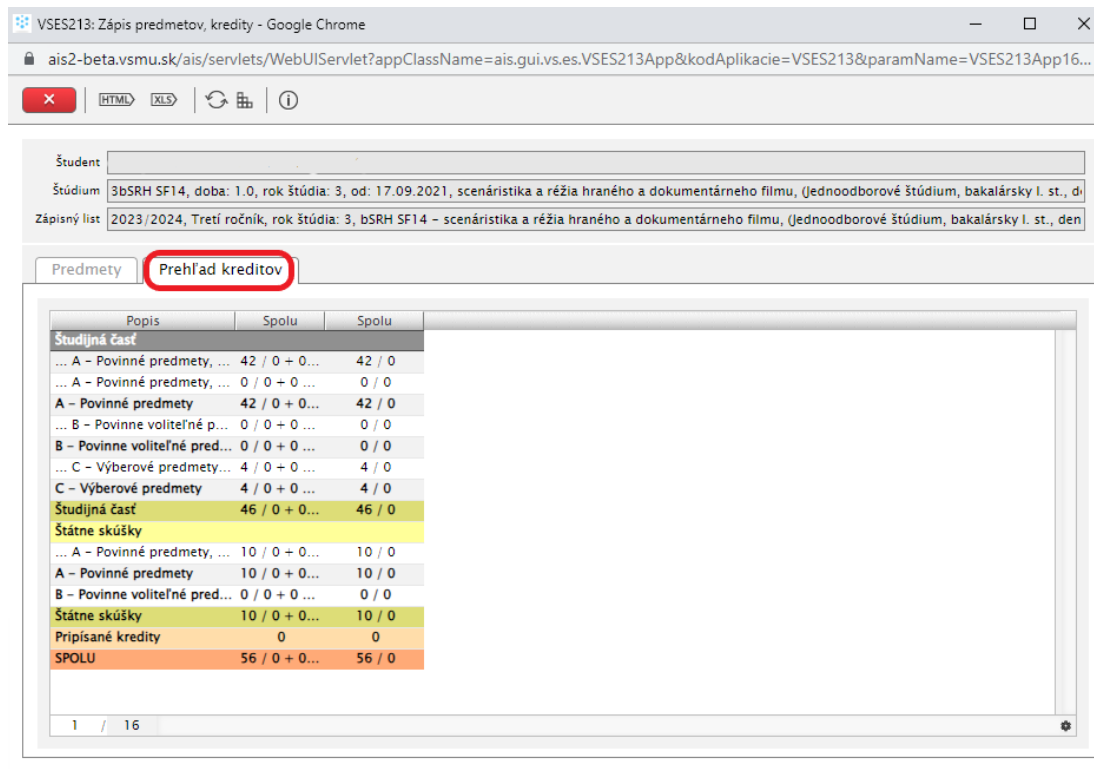 VSES213: Zápis predmetov, kredity - Google Chrome
ais2-beta.vsmu.sk/ais/servlets/WebUIServlet?appClassName=ais.gui.vs.es.VSES213App&kodAplikacie=VSES213&paramName=VSES213App16...
HTML XLS
Študent
Štúdium 3bSRH SF14, doba: 1.0, rok štúdia: 3, od: 17.09.2021, scenáristika a réžia hraného a dokumentárneho filmu, (Jednoodborové štúdium, bakalársky I. st., d
Zápisný list 2023/2024, Tretí ročník, rok štúdia: 3, bSRH SF14 – scenáristika a réžia hraného a dokumentárneho filmu, (Jednoodborové štúdium, bakalársky I. st., den
Predmety Prehľad kreditov
Popis Spolu Spolu
Študijná časť
... A – Povinné predmety, ... 42 / 0 + 0... 42 / 0
... A – Povinné predmety, ... 0 / 0 + 0 ... 0 / 0
A – Povinné predmety 42 / 0 + 0... 42 / 0
... B – Povinne voliteľné p... 0 / 0 + 0 ... 0 / 0
B – Povinne voliteľné pred... 0 / 0 + 0 ... 0 / 0
... C – Výberové predmety... 4 / 0 + 0 ... 4 / 0
C – Výberové predmety 4 / 0 + 0 ... 4 / 0
Študijná časť 46 / 0 + 0... 46 / 0
Štátne skúšky
... A – Povinné predmety, ... 10 / 0 + 0... 10 / 0
A – Povinné predmety 10 / 0 + 0... 10 / 0
B – Povinne voliteľné pred... 0 / 0 + 0 ... 0 / 0
Štátne skúšky 10 / 0 + 0... 10 / 0
Pripísané kredity 0 0
SPOLU 56 / 0 + 0... 56 / 0
1 / 16